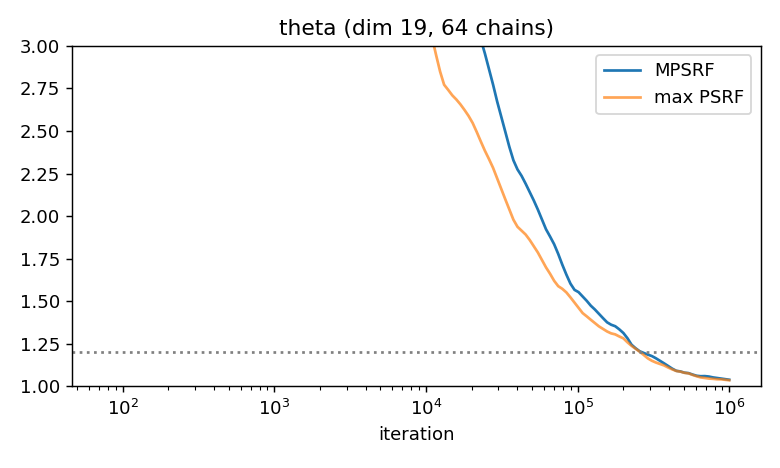 theta (dim 19, 64 chains)
3.00
2.75
2.50
2.25
2.00
1.75
1.50
1.25
1.00
MPSRF
max PSRF
10² 10³ 10⁴ 10⁵ 10⁶
iteration